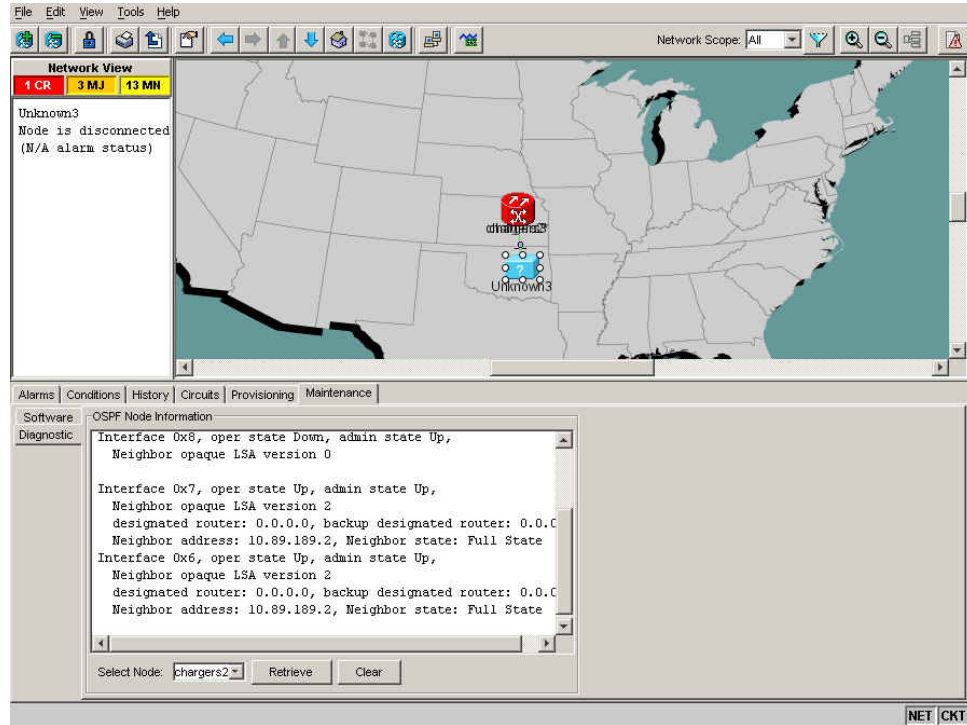 File Edit View Tools Help
Network Scope: All
Network View
1 CR 3 MJ 13 MN
Unknown3
Node is disconnected
(N/A alarm status)
?
Unknown3
Alarms Conditions History Circuits Provisioning Maintenance
Software
Diagnostic
OSPF Node Information
Interface 0x8, oper state Down, admin state Up,
Neighbor opaque LSA version 0
Interface 0x7, oper state Up, admin state Up,
Neighbor opaque LSA version 2
designated router: 0.0.0.0, backup designated router: 0.0.0
Neighbor address: 10.89.189.2, Neighbor state: Full State
Interface 0x6, oper state Up, admin state Up,
Neighbor opaque LSA version 2
designated router: 0.0.0.0, backup designated router: 0.0.0
Neighbor address: 10.89.189.2, Neighbor state: Full State
Select Node: chargers2 Retrieve Clear
NET CKT